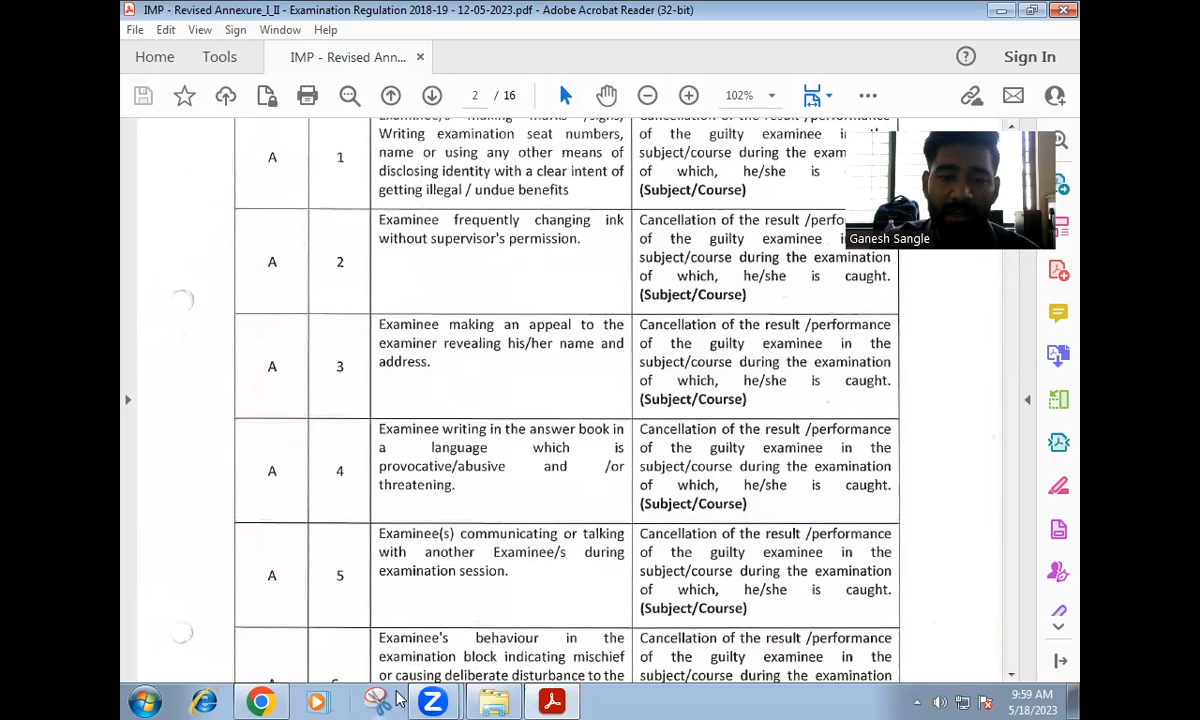 IMP - Revised Annexure_I_II - Examination Regulation 2018-19 - 12-05-2023.pdf - Adobe Acrobat Reader (32-bit)
File Edit View Sign Window Help
Home Tools IMP - Revised Ann... × ? Sign In
2 / 16 102%
Examinee/s making marks /signs,
Writing examination seat numbers,
name or using any other means of
disclosing identity with a clear intent of
getting illegal / undue benefits
A 1
Cancellation of the result /performance
of the guilty examinee in the
subject/course during the exam
of which, he/she is
(Subject/Course)
Ganesh Sangle
Examinee frequently changing ink
without supervisor's permission.
A 2
Cancellation of the result /perfor
of the guilty examinee
subject/course during the examination
of which, he/she is caught.
(Subject/Course)
Examinee making an appeal to the
examiner revealing his/her name and
address.
A 3
Cancellation of the result /performance
of the guilty examinee in the
subject/course during the examination
of which, he/she is caught.
(Subject/Course)
Examinee writing in the answer book in
a language which is
provocative/abusive and /or
threatening.
A 4
Cancellation of the result /performance
of the guilty examinee in the
subject/course during the examination
of which, he/she is caught.
(Subject/Course)
Examinee(s) communicating or talking
with another Examinee/s during
examination session.
A 5
Cancellation of the result /performance
of the guilty examinee in the
subject/course during the examination
of which, he/she is caught.
(Subject/Course)
Examinee's behaviour in the
examination block indicating mischief
or causing deliberate disturbance to the
Cancellation of the result /performance
of the guilty examinee in the
subject/course during the examination
9:59 AM
5/18/2023